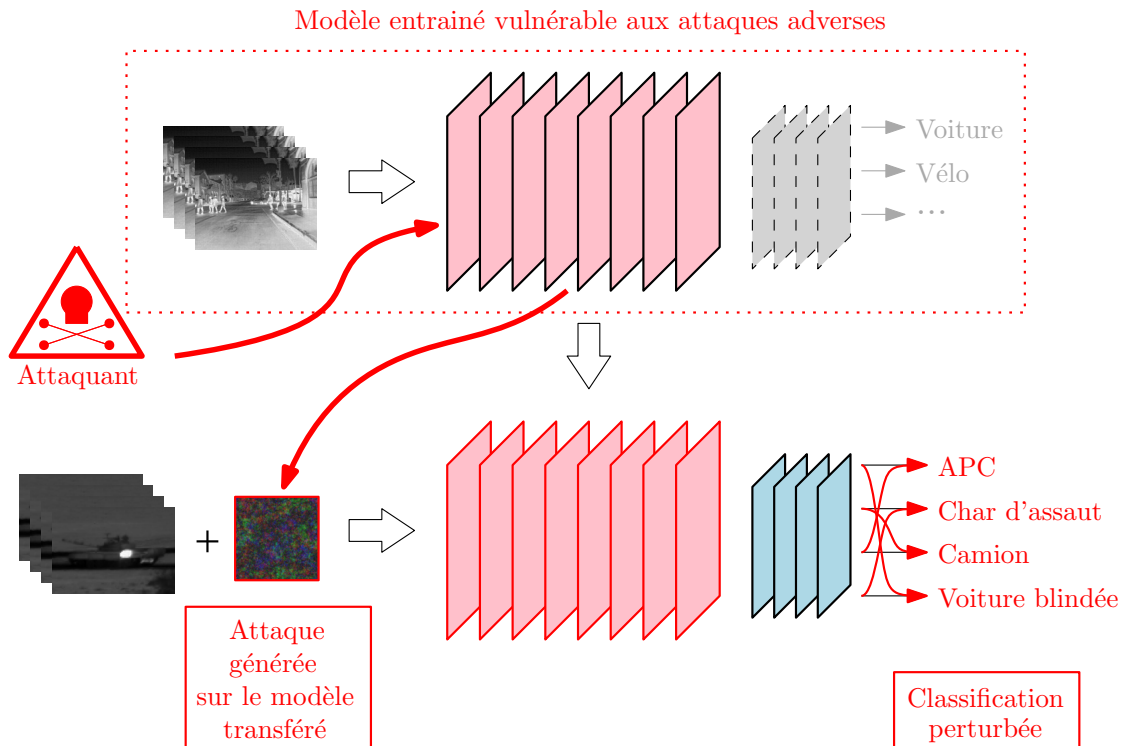 Modèle entrainé vulnérable aux attaques adverses
Voiture
Vélo
...
Attaquant
+
APC
Char d'assaut
Camion
Voiture blindée
Attaque
générée
sur le modèle
transféré
Classification
perturbée